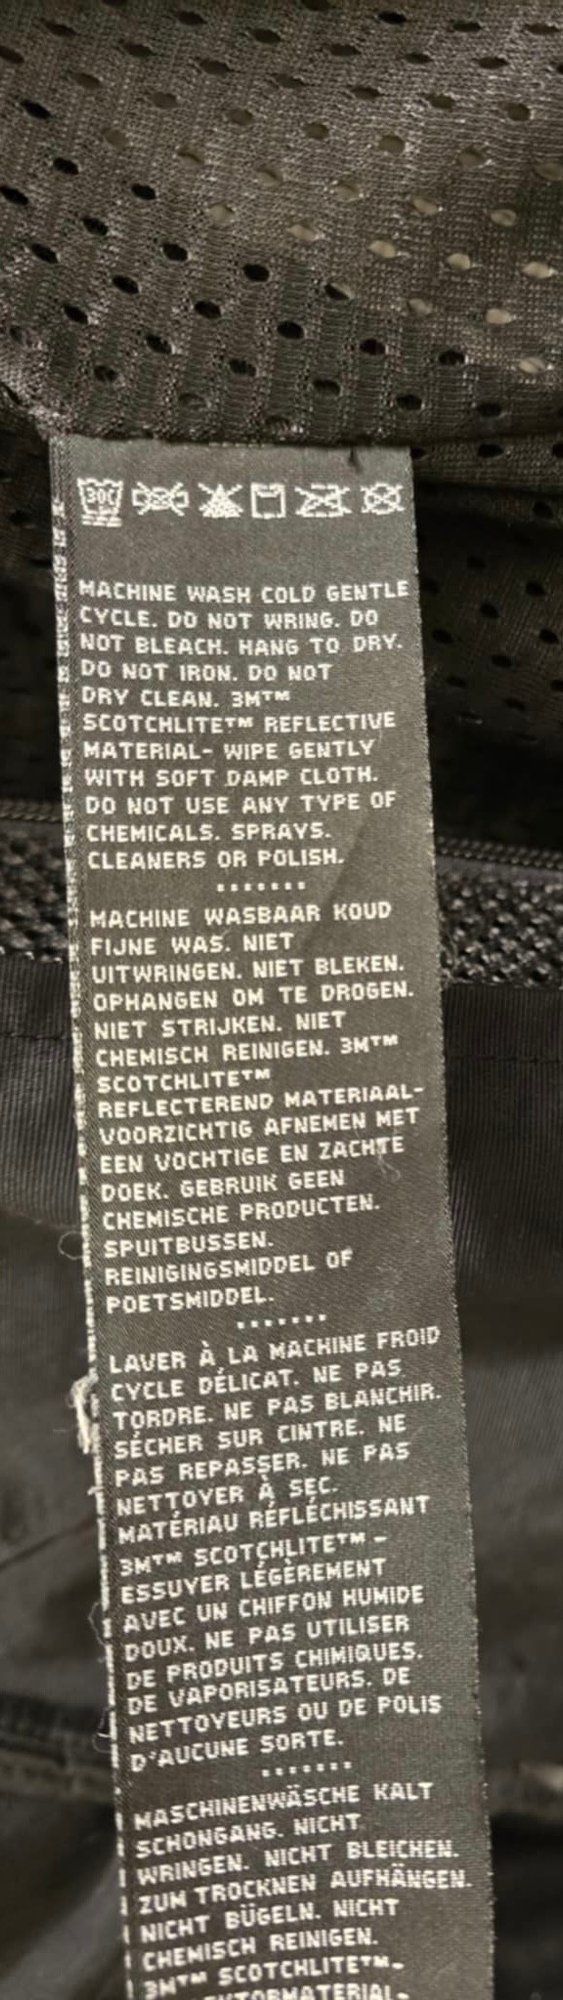 30C
MACHINE WASH COLD GENTLE
CYCLE. DO NOT WRING. DO
NOT BLEACH. HANG TO DRY.
DO NOT IRON. DO NOT
DRY CLEAN. 3M™
SCOTCHLITE™ REFLECTIVE
MATERIAL- WIPE GENTLY
WITH SOFT DAMP CLOTH.
DO NOT USE ANY TYPE OF
CHEMICALS. SPRAYS.
CLEANERS OR POLISH.
MACHINE WASBAAR KOUD
FIJNE WAS. NIET
UITWRINGEN. NIET BLEKEN.
OPHANGEN OM TE DROGEN.
NIET STRIJKEN. NIET
CHEMISCH REINIGEN. 3M™
SCOTCHLITE™
REFLECTEREND MATERIAAL-
VOORZICHTIG AFNEMEN MET
EEN VOCHTIGE EN ZACHTE
DOEK. GEBRUIK GEEN
CHEMISCHE PRODUCTEN.
SPUITBUSSEN.
REINIGINGSMIDDEL OF
POETSMIDDEL.
LAVER À LA MACHINE FROID
CYCLE DÉLICAT. NE PAS
TORDRE. NE PAS BLANCHIR.
SÉCHER SUR CINTRE. NE
PAS REPASSER. NE PAS
NETTOYER À SEC.
MATÉRIAU RÉFLÉCHISSANT
3M™ SCOTCHLITE™ -
ESSUYER LÉGÈREMENT
AVEC UN CHIFFON HUMIDE
DOUX. NE PAS UTILISER
DE PRODUITS CHIMIQUES.
DE VAPORISATEURS. DE
NETTOYEURS OU DE POLIS
D'AUCUNE SORTE.
MASCHINENWÄSCHE KALT
SCHONGANG. NICHT
WRINGEN. NICHT BLEICHEN.
ZUM TROCKNEN AUFHÄNGEN.
NICHT BÜGELN. NICHT
CHEMISCH REINIGEN.
3M™ SCOTCHLITE™-